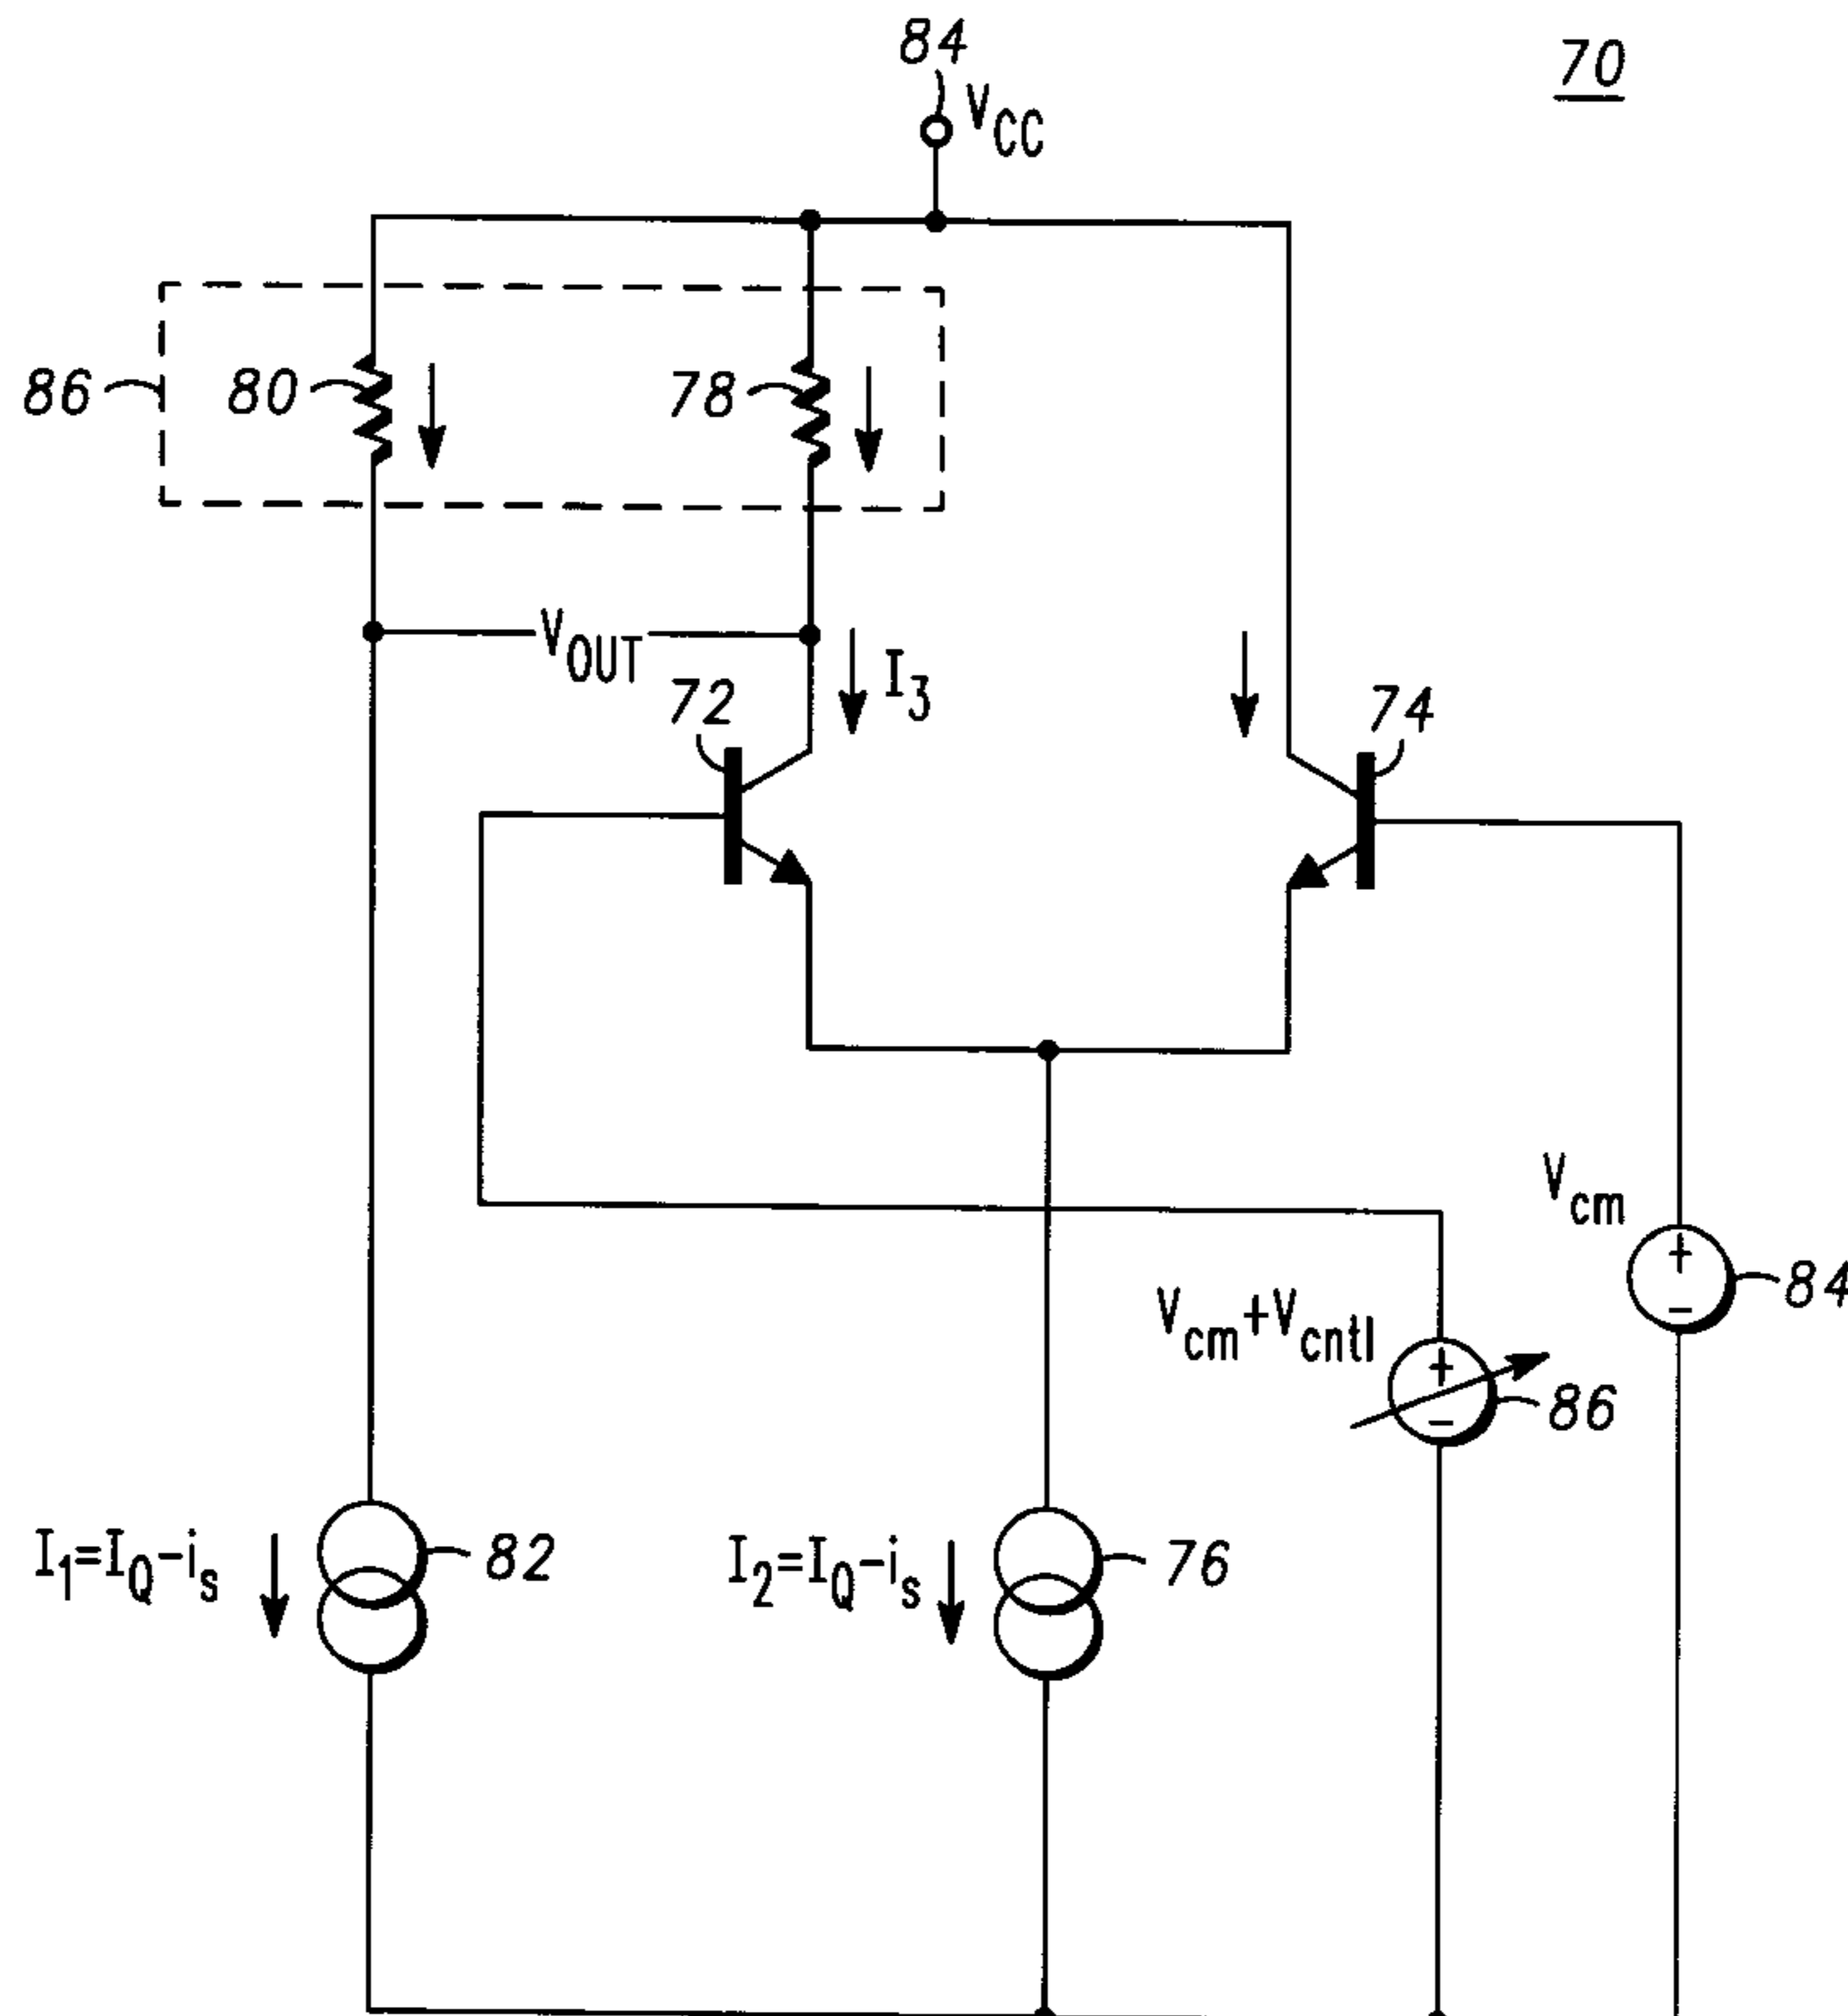 84
70
VCC
86
80
78
VOUT
I3
72
74
Vcm
+
-
84
Vcm+Vcntl
+
-
86
I1=IQ-is
82
I2=IQ-is
76